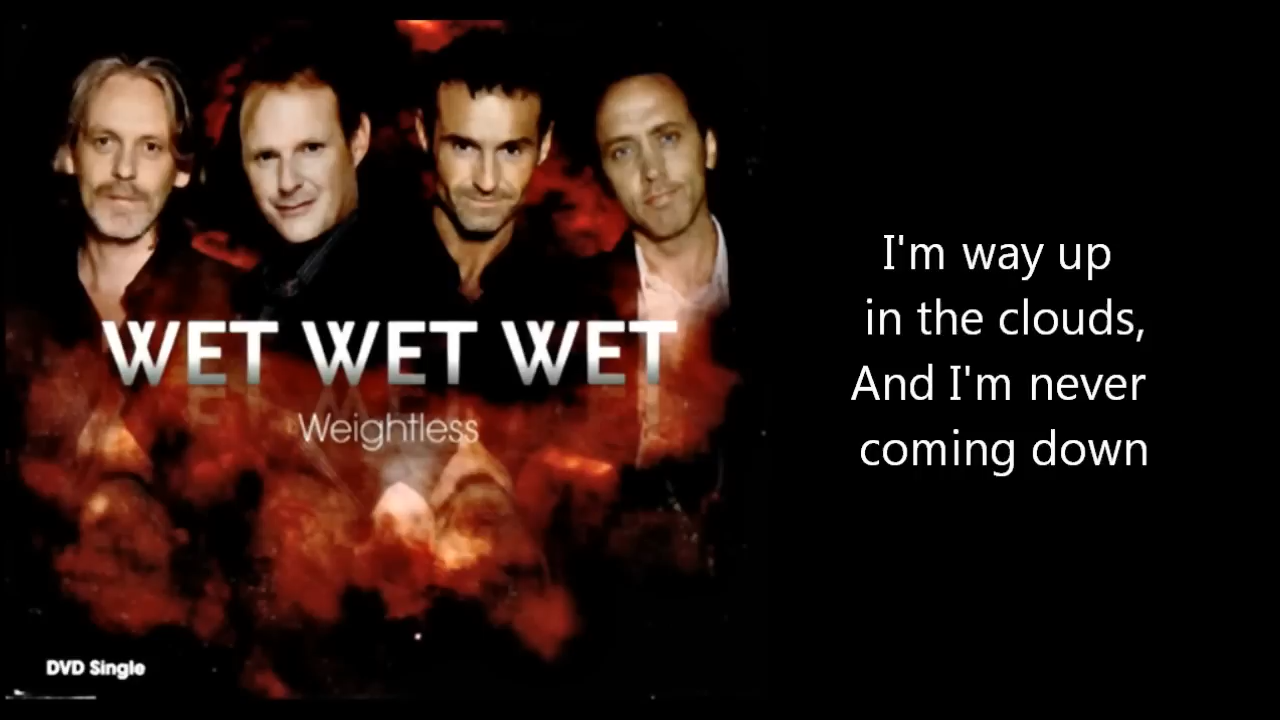 WET WET WET
Weightless
DVD Single
I'm way up
in the clouds,
And I'm never
coming down